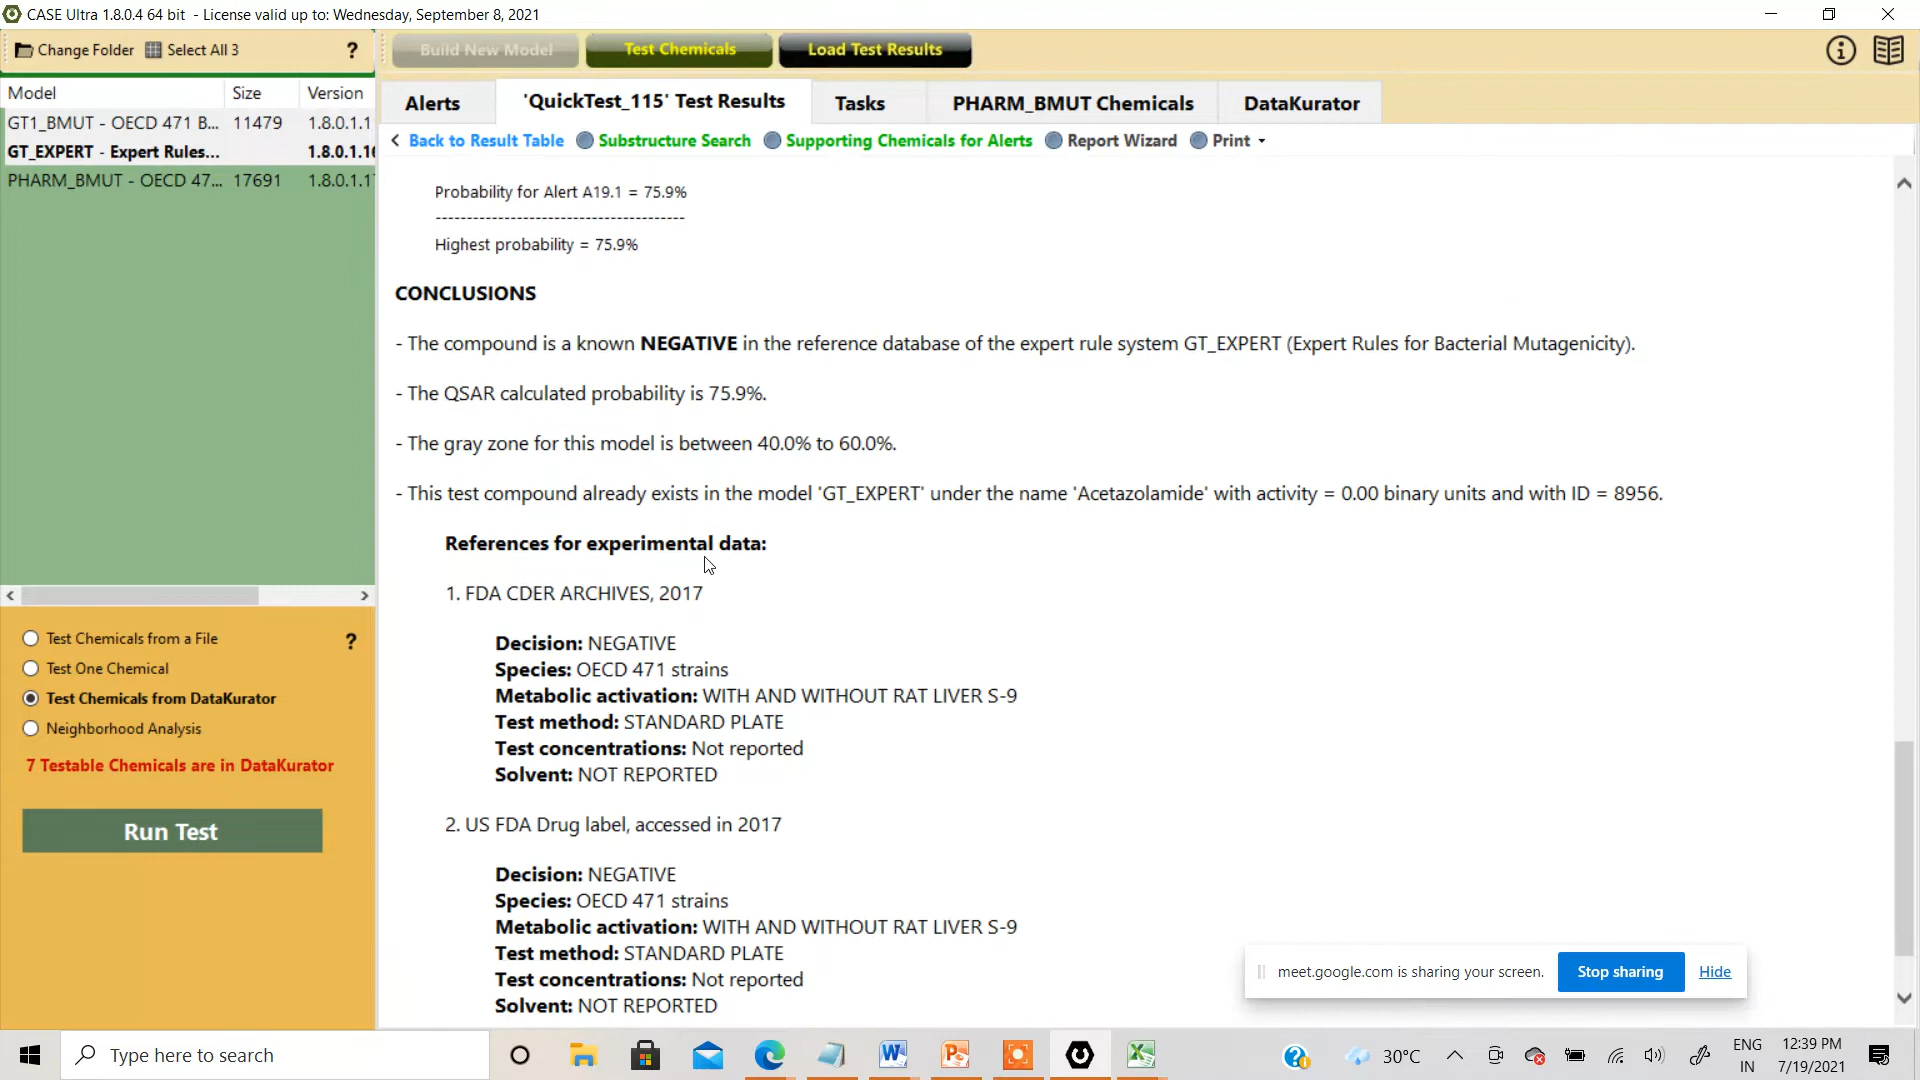 CASE Ultra 1.8.0.4 64 bit - License valid up to: Wednesday, September 8, 2021
Change Folder Select All 3 ?
Build New Model Test Chemicals Load Test Results
Model Size Version
GT1_BMUT - OECD 471 B... 11479 1.8.0.1.1
GT_EXPERT - Expert Rules... 1.8.0.1.16
PHARM_BMUT - OECD 47... 17691 1.8.0.1.1
Alerts 'QuickTest_115' Test Results Tasks PHARM_BMUT Chemicals DataKurator
< Back to Result Table Substructure Search Supporting Chemicals for Alerts Report Wizard Print
Probability for Alert A19.1 = 75.9%
----------------------------------------
Highest probability = 75.9%
CONCLUSIONS
- The compound is a known NEGATIVE in the reference database of the expert rule system GT_EXPERT (Expert Rules for Bacterial Mutagenicity).
- The QSAR calculated probability is 75.9%.
- The gray zone for this model is between 40.0% to 60.0%.
- This test compound already exists in the model 'GT_EXPERT' under the name 'Acetazolamide' with activity = 0.00 binary units and with ID = 8956.
References for experimental data:
1. FDA CDER ARCHIVES, 2017
Decision: NEGATIVE
Species: OECD 471 strains
Metabolic activation: WITH AND WITHOUT RAT LIVER S-9
Test method: STANDARD PLATE
Test concentrations: Not reported
Solvent: NOT REPORTED
2. US FDA Drug label, accessed in 2017
Decision: NEGATIVE
Species: OECD 471 strains
Metabolic activation: WITH AND WITHOUT RAT LIVER S-9
Test method: STANDARD PLATE
Test concentrations: Not reported
Solvent: NOT REPORTED
Test Chemicals from a File ?
Test One Chemical
Test Chemicals from DataKurator
Neighborhood Analysis
7 Testable Chemicals are in DataKurator
Run Test
meet.google.com is sharing your screen. Stop sharing Hide
Type here to search
30°C
ENG
IN
12:39 PM
7/19/2021